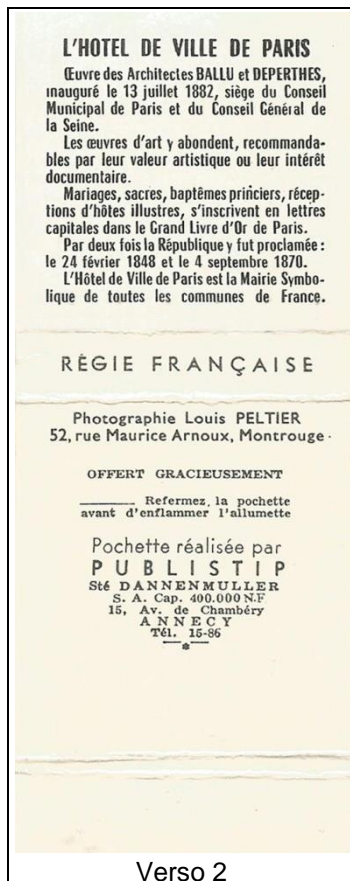 L'HOTEL DE VILLE DE PARIS
Œuvre des Architectes BALLU et DEPERTHES,
inauguré le 13 juillet 1882, siège du Conseil
Municipal de Paris et du Conseil Général de
la Seine.
Les œuvres d'art y abondent, recommanda-
bles par leur valeur artistique ou leur intérêt
documentaire.
Mariages, sacres, baptêmes princiers, récep-
tions d'hôtes illustres, s'inscrivent en lettres
capitales dans le Grand Livre d'Or de Paris.
Par deux fois la République y fut proclamée :
le 24 février 1848 et le 4 septembre 1870.
L'Hôtel de Ville de Paris est la Mairie Symbo-
lique de toutes les communes de France.
RÉGIE FRANÇAISE
Photographie Louis PELTIER
52, rue Maurice Arnoux, Montrouge.
OFFERT GRACIEUSEMENT
Refermez la pochette
avant d'enflammer l'allumette
Pochette réalisée par
PUBLISTIP
Sté DANNENMULLER
S. A. Cap. 400.000 NF
15, Av. de Chambéry
ANNECY
Tél. 15-86
Verso 2